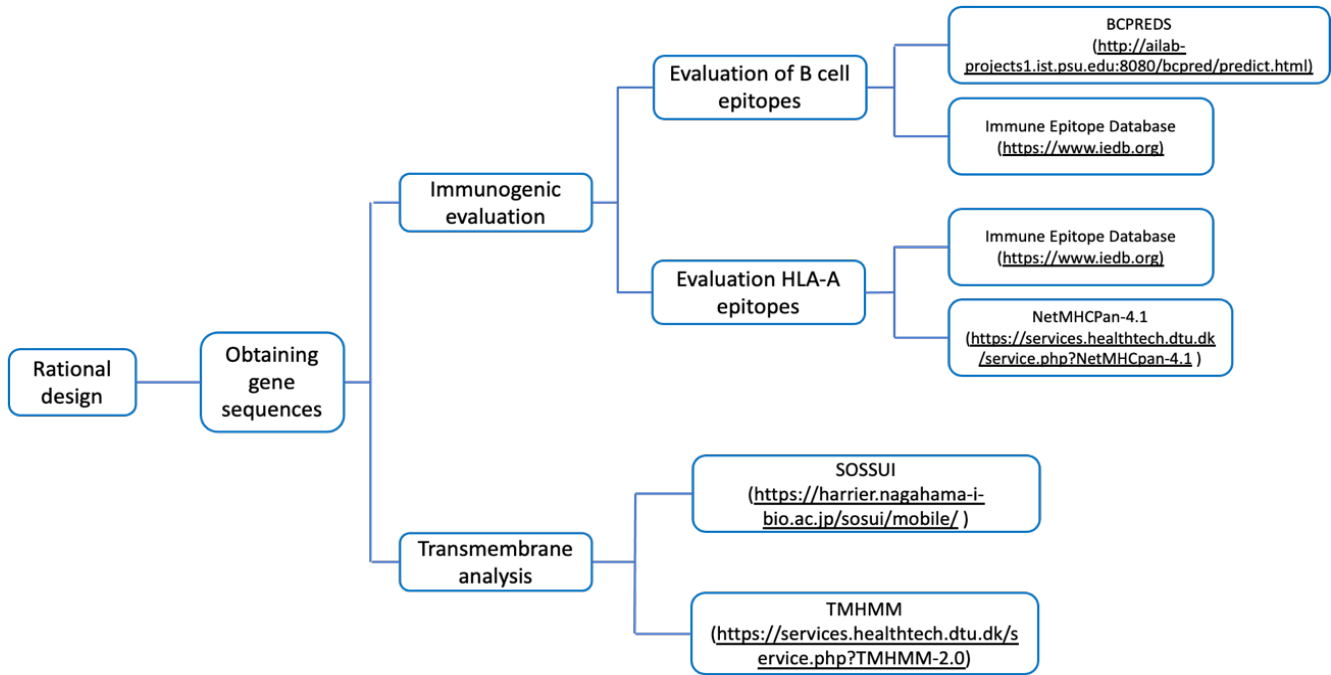 Rational
design
Obtaining
gene
sequences
Immunogenic
evaluation
Evaluation of B cell
epitopes
BCPREDS
(http://ailab-
projects1.ist.psu.edu:8080/bcpred/predict.html)
Immune Epitope Database
(https://www.iedb.org)
Evaluation HLA-A
epitopes
Immune Epitope Database
(https://www.iedb.org)
NetMHCPan-4.1
(https://services.healthtech.dtu.dk
/service.php?NetMHCpan-4.1 )
Transmembrane
analysis
SOSSUI
(https://harrier.nagahama-i-
bio.ac.jp/sosui/mobile/ )
TMHMM
(https://services.healthtech.dtu.dk/s
ervice.php?TMHMM-2.0)